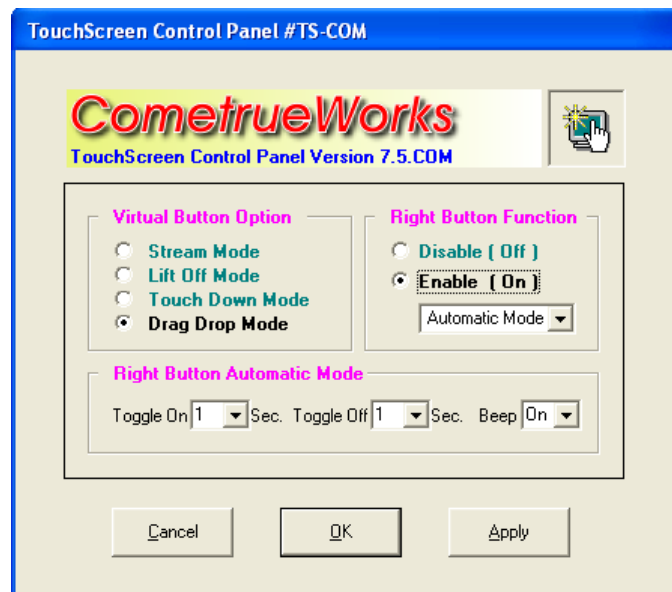 TouchScreen Control Panel #TS-COM
CometrueWorks
TouchScreen Control Panel Version 7.5.COM
Virtual Button Option
Stream Mode
Lift Off Mode
Touch Down Mode
Drag Drop Mode
Right Button Function
Disable ( Off )
Enable ( On )
Automatic Mode
Right Button Automatic Mode
Toggle On 1 Sec. Toggle Off 1 Sec. Beep On
Cancel OK Apply